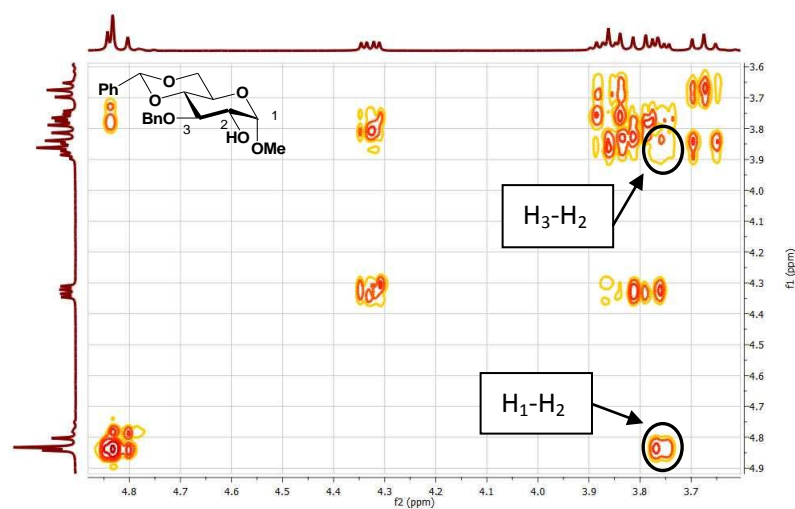 Ph
O
O
O
BnO
3
2
1
HO
OMe
3.6
3.7
3.8
3.9
4.0
4.1
4.2
4.3
4.4
4.5
4.6
4.7
4.8
4.9
f1 (ppm)
H₃-H₂
H₁-H₂
4.8 4.7 4.6 4.5 4.4 4.3 4.2 4.1 4.0 3.9 3.8 3.7
f2 (ppm)